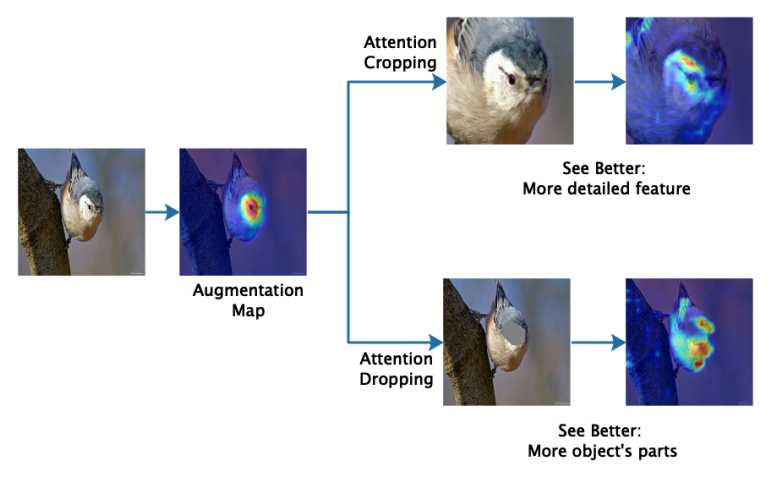 Attention
Cropping
See Better:
More detailed feature
Augmentation
Map
Attention
Dropping
See Better:
More object's parts